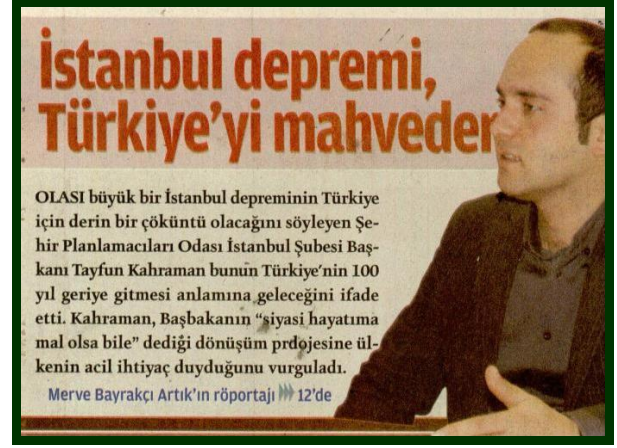 İstanbul depremi,
Türkiye'yi mahveder
OLASI büyük bir İstanbul depreminin Türkiye
için derin bir çöküntü olacağını söyleyen Şe-
hir Planlamacıları Odası İstanbul Şubesi Baş-
kanı Tayfun Kahraman bunun Türkiye'nin 100
yıl geriye gitmesi anlamına geleceğini ifade
etti. Kahraman, Başbakanın “siyasi hayatıma
mal olsa bile” dediği dönüşüm prdojesine ül-
kenin acil ihtiyaç duyduğunu vurguladı.
Merve Bayrakçı Artık'ın röportajı 12'de